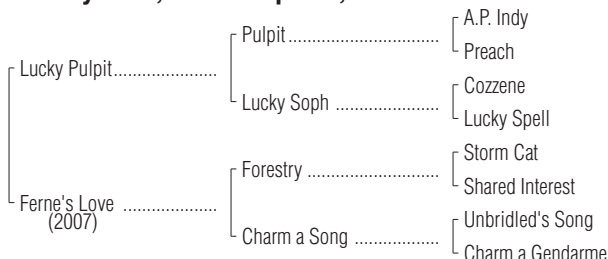 A.P. Indy
Pulpit
Preach
Lucky Pulpit
Cozzene
Lucky Soph
Lucky Spell
Storm Cat
Forestry
Shared Interest
Ferne's Love
(2007)
Unbridled's Song
Charm a Song
Charm a Gendarme